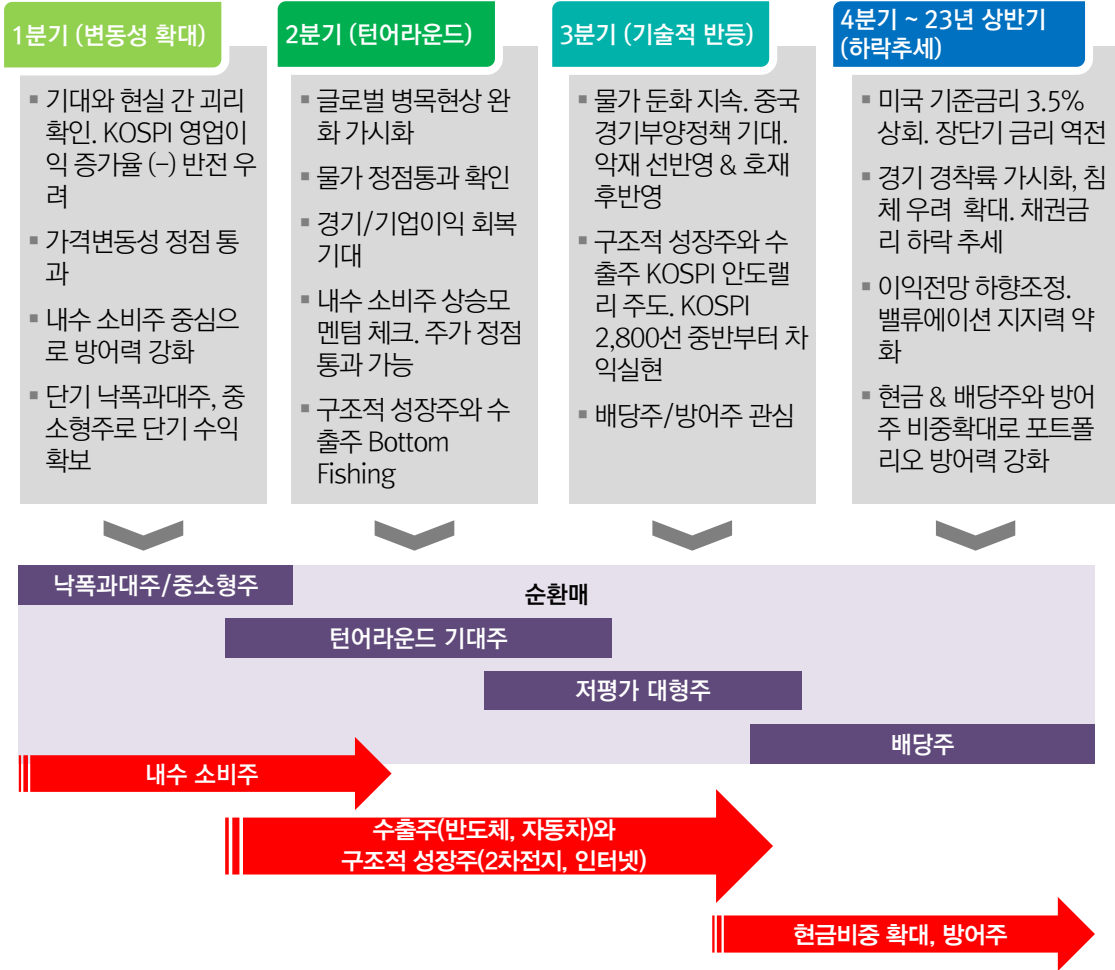 1분기 (변동성 확대)
▪ 기대와 현실 간 괴리
확인. KOSPI 영업이
익 증가율 (-) 반전 우
려
▪ 가격변동성 정점 통
과
▪ 내수 소비주 중심으
로 방어력 강화
▪ 단기 낙폭과대주, 중
소형주로 단기 수익
확보
2분기 (턴어라운드)
▪ 글로벌 병목현상 완
화 가시화
▪ 물가 정점통과 확인
▪ 경기/기업이익 회복
기대
▪ 내수 소비주 상승모
멘텀 체크. 주가 정점
통과 가능
▪ 구조적 성장주와 수
출주 Bottom
Fishing
3분기 (기술적 반등)
▪ 물가 둔화 지속. 중국
경기부양정책 기대.
악재 선반영 & 호재
후반영
▪ 구조적 성장주와 수
출주 KOSPI 안도랠
리 주도. KOSPI
2,800선 중반부터 차
익실현
▪ 배당주/방어주 관심
4분기 ~ 23년 상반기
(하락추세)
▪ 미국 기준금리 3.5%
상회. 장단기 금리 역전
▪ 경기 경착륙 가시화, 침
체 우려 확대. 채권금
리 하락 추세
▪ 이익전망 하향조정.
밸류에이션 지지력 약
화
▪ 현금 & 배당주와 방어
주 비중확대로 포트폴
리오 방어력 강화
낙폭과대주/중소형주
순환매
턴어라운드 기대주
저평가 대형주
배당주
내수 소비주
수출주(반도체, 자동차)와
구조적 성장주(2차전지, 인터넷)
현금비중 확대, 방어주